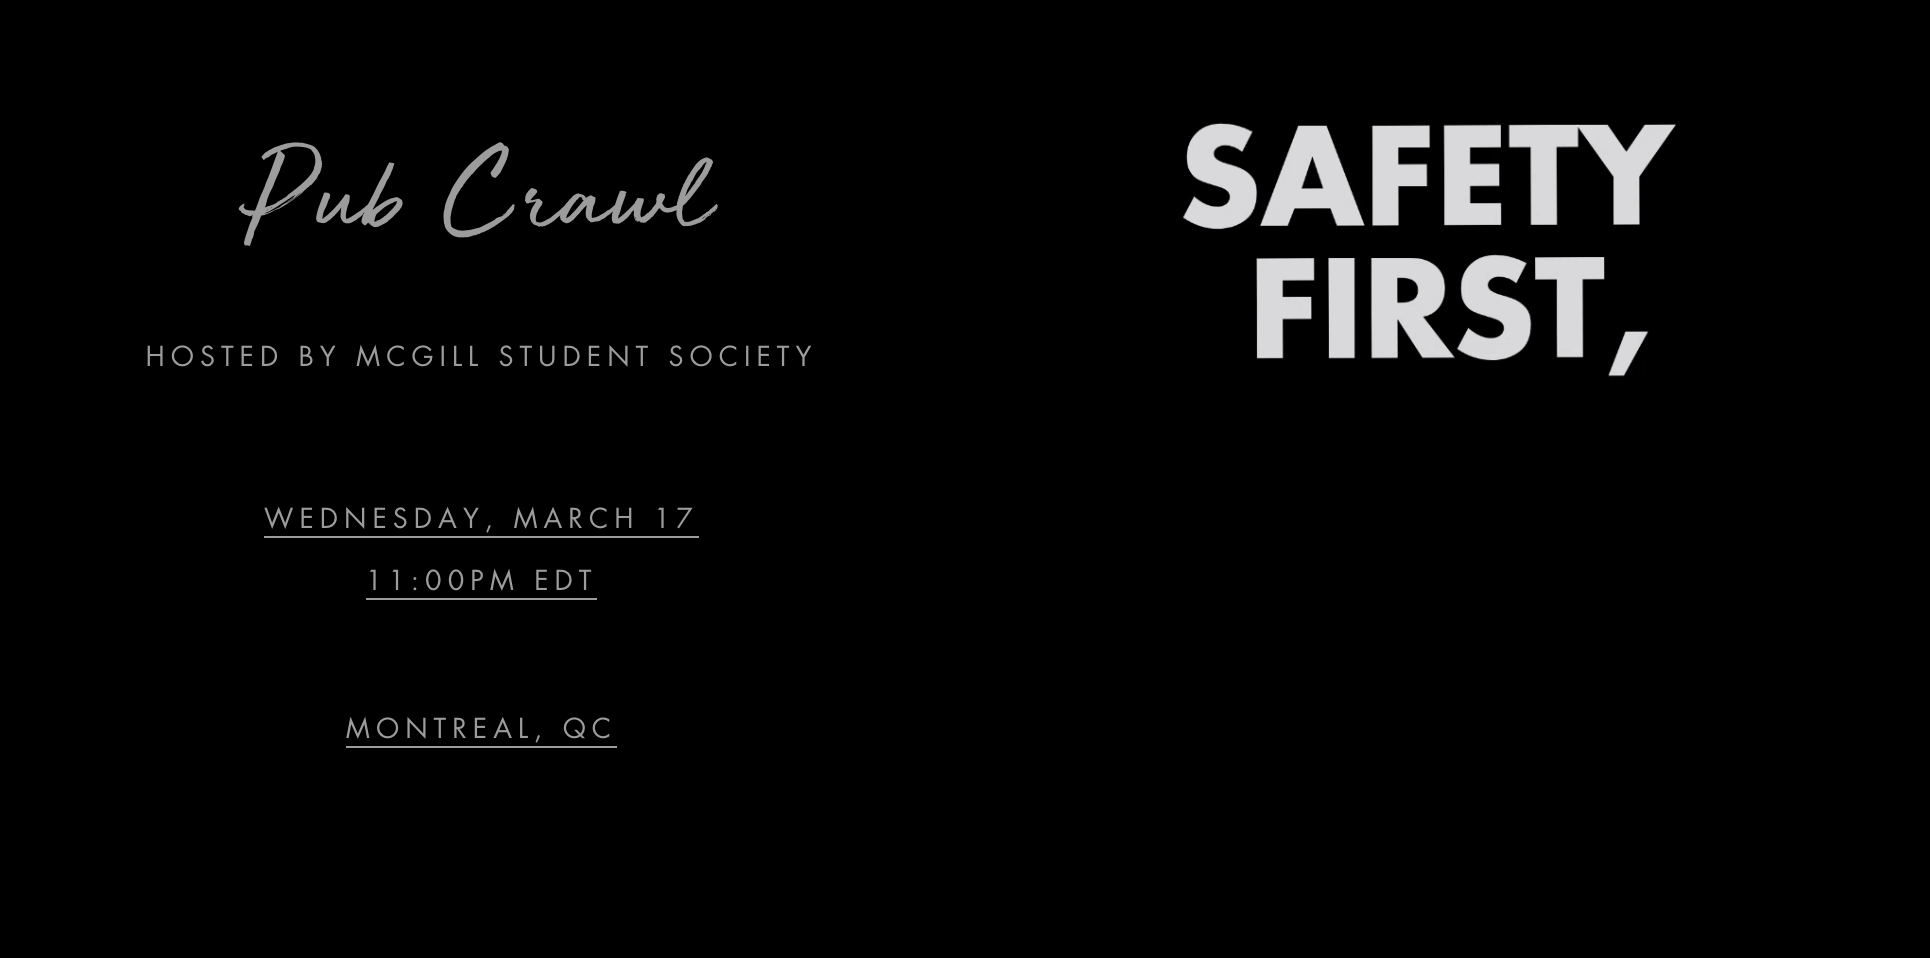 Pub Crawl
HOSTED BY MCGILL STUDENT SOCIETY
WEDNESDAY, MARCH 17
11:00PM EDT
MONTREAL, QC
SAFETY
FIRST,